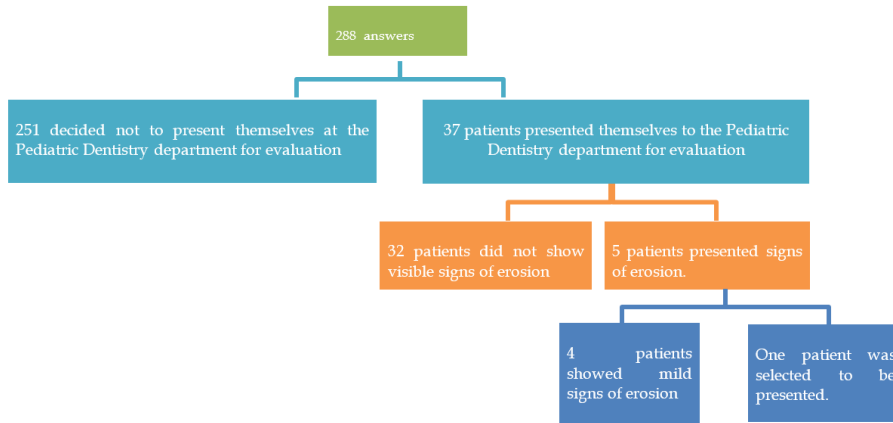 288 answers
251 decided not to present themselves at the
Pediatric Dentistry department for evaluation
37 patients presented themselves to the Pediatric
Dentistry department for evaluation
32 patients did not show
visible signs of erosion
5 patients presented signs
of erosion.
4 patients
showed mild
signs of erosion
One patient was
selected to be
presented.